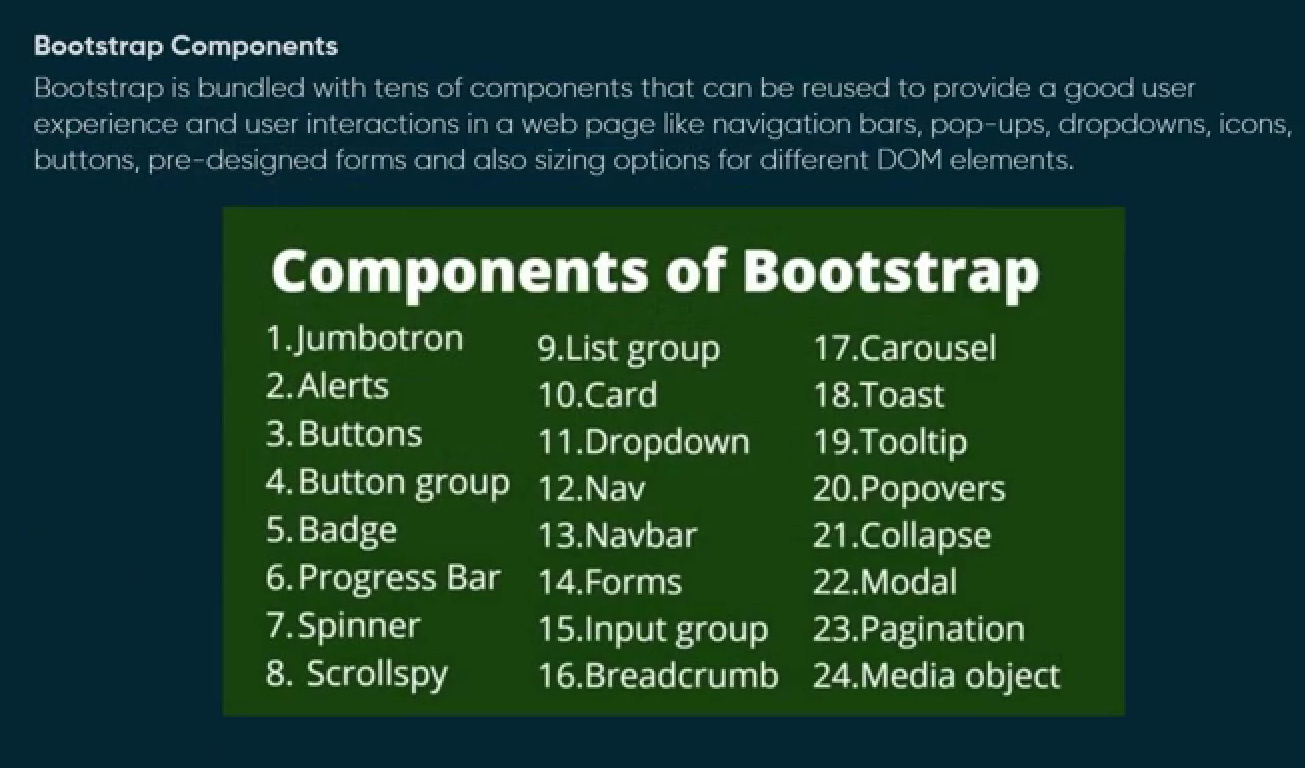 Bootstrap Components
Bootstrap is bundled with tens of components that can be reused to provide a good user
experience and user interactions in a web page like navigation bars, pop-ups, dropdowns, icons,
buttons, pre-designed forms and also sizing options for different DOM elements.
Components of Bootstrap
1.Jumbotron
2.Alerts
3.Buttons
4.Button group
5.Badge
6.Progress Bar
7.Spinner
8. Scrollspy
9.List group
10.Card
11.Dropdown
12.Nav
13.Navbar
14.Forms
15.Input group
16.Breadcrumb
17.Carousel
18.Toast
19.Tooltip
20.Popovers
21.Collapse
22.Modal
23.Pagination
24.Media object